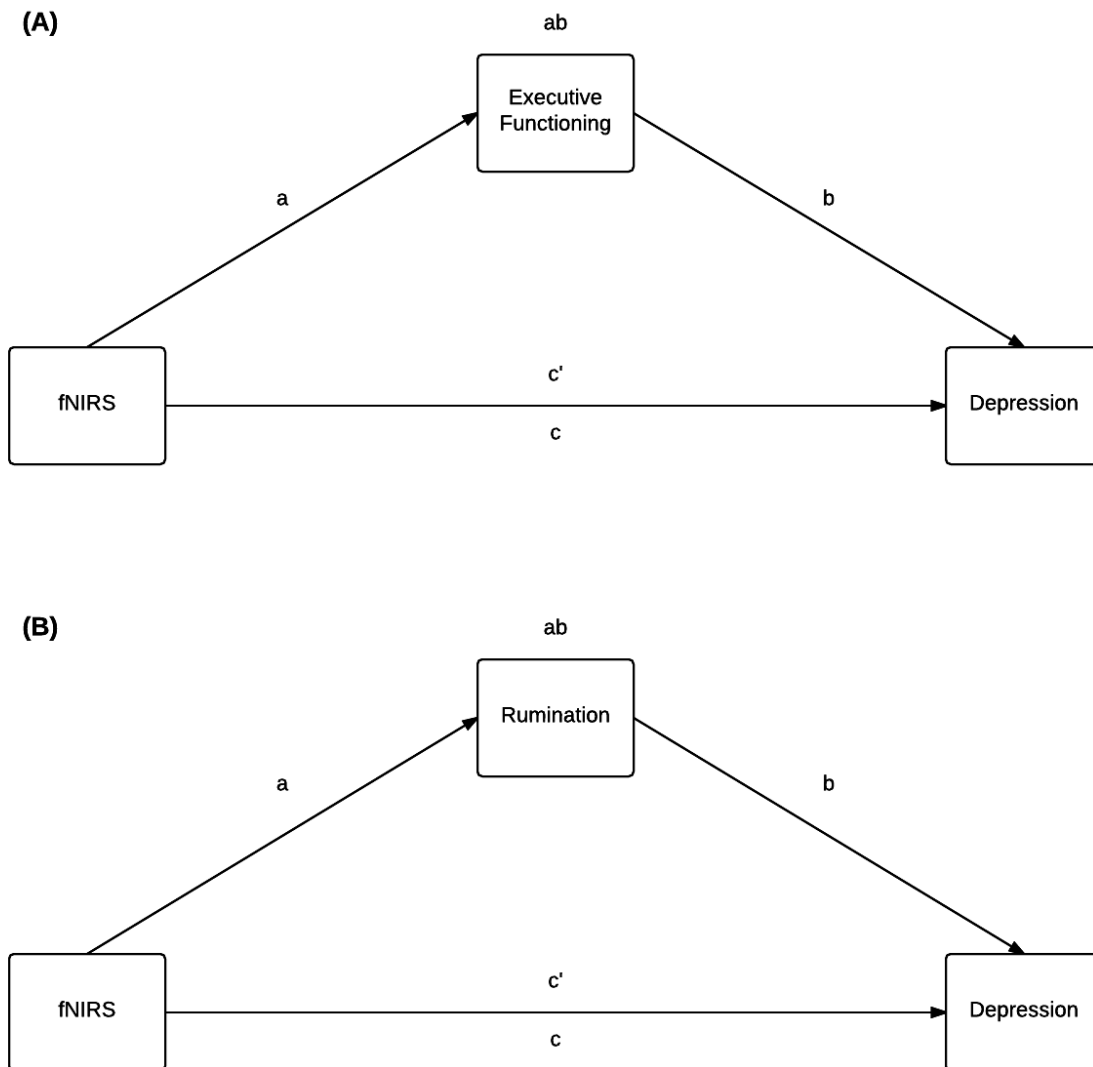 (A)
ab
Executive
Functioning
a
b
fNIRS
c'
c
Depression
(B)
ab
Rumination
a
b
fNIRS
c'
c
Depression